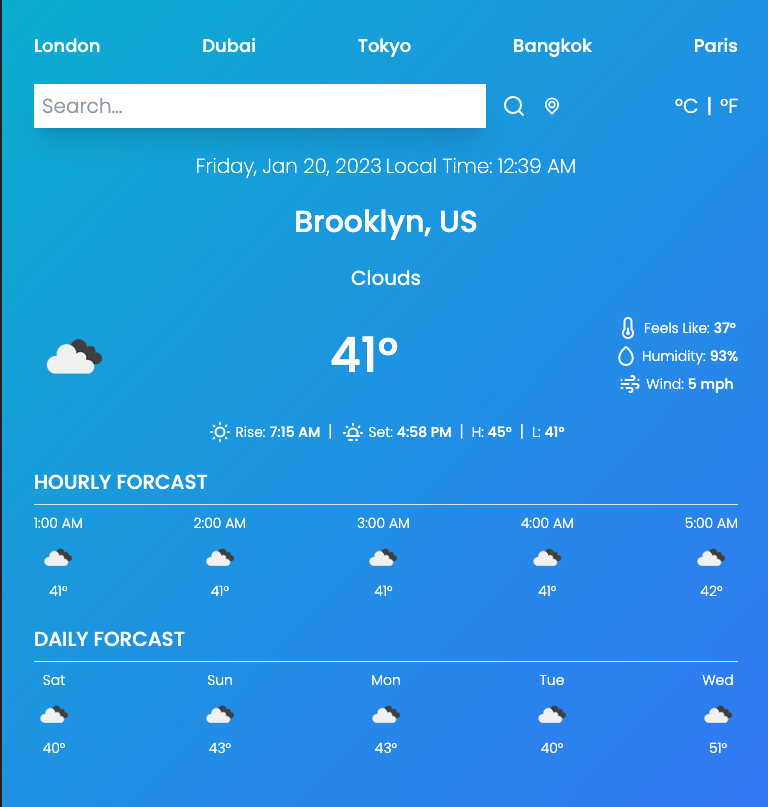 London Dubai Tokyo Bangkok Paris
Search... °C | °F
Friday, Jan 20, 2023 Local Time: 12:39 AM
Brooklyn, US
Clouds
41°
Feels Like: 37°
Humidity: 93%
Wind: 5 mph
Rise: 7:15 AM | Set: 4:58 PM | H: 45° | L: 41°
HOURLY FORCAST
1:00 AM 2:00 AM 3:00 AM 4:00 AM 5:00 AM
41° 41° 41° 41° 42°
DAILY FORCAST
Sat Sun Mon Tue Wed
40° 43° 43° 40° 51°